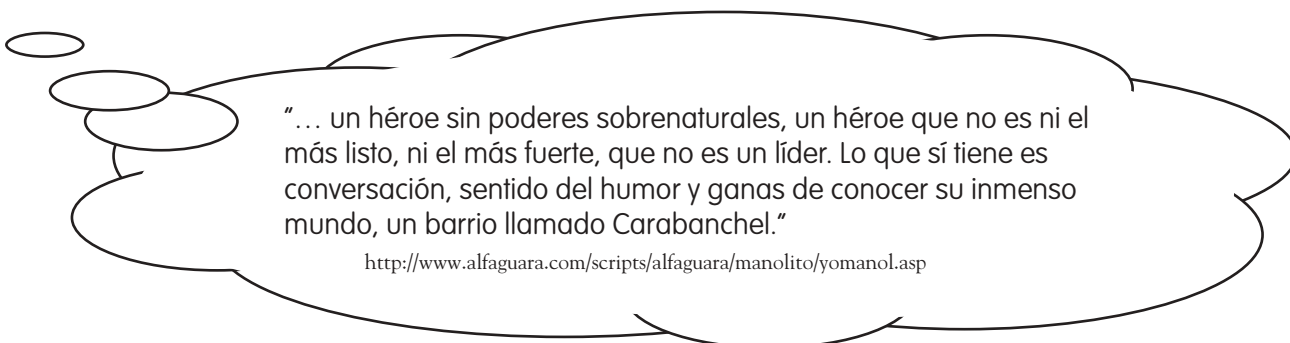 "... un héroe sin poderes sobrenaturales, un héroe que no es ni el
más listo, ni el más fuerte, que no es un líder. Lo que sí tiene es
conversación, sentido del humor y ganas de conocer su inmenso
mundo, un barrio llamado Carabanchel."
http://www.alfaguara.com/scripts/alfaguara/manolito/yomanol.asp